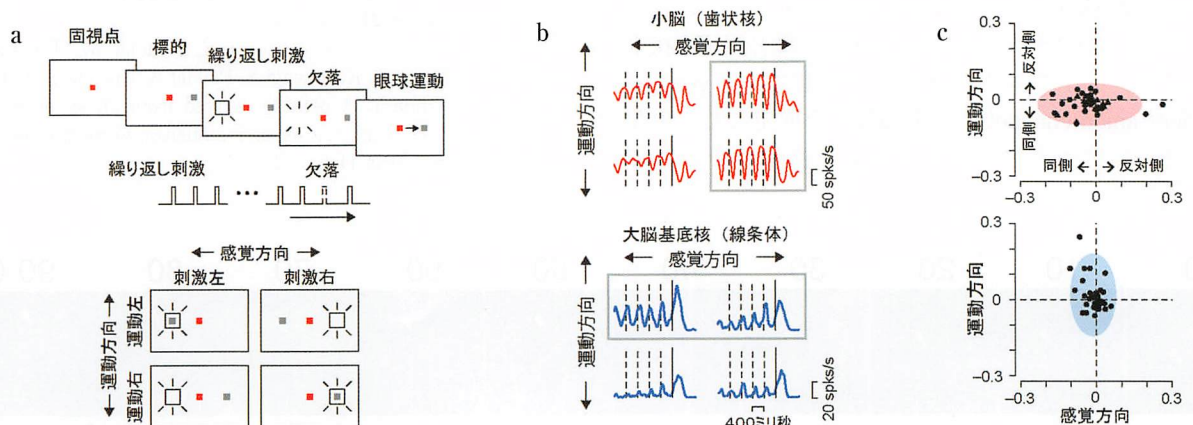 a
固視点
標的
繰り返し刺激
欠落
眼球運動
繰り返し刺激
欠落
← 感覚方向 →
刺激左
刺激右
← 運動方向 →
運動左
運動右
b
小脳（歯状核）
← 感覚方向 →
← 運動方向 →
50 spks/s
大脳基底核（線条体）
← 感覚方向 →
← 運動方向 →
20 spks/s
400ミリ秒
c
0.3
0
−0.3
運動方向
同側 ← → 反対側
同側 ← → 反対側
−0.3
0
0.3
0.3
0
−0.3
運動方向
−0.3
0
0.3
感覚方向